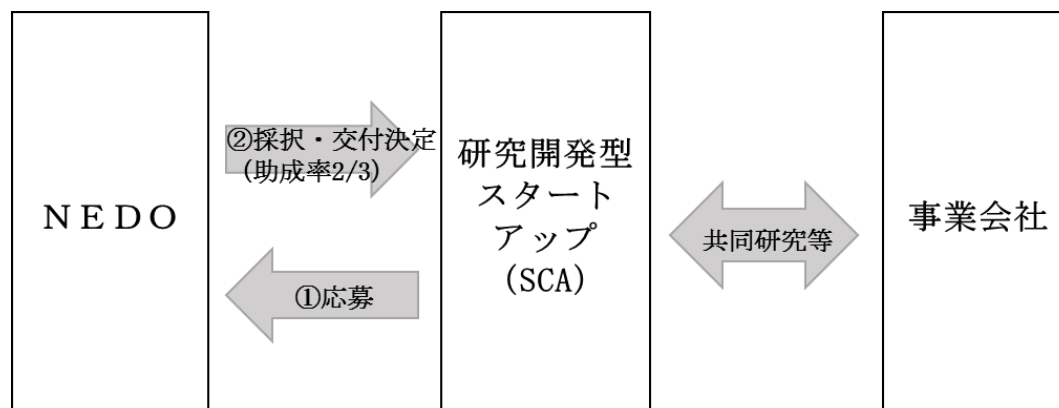 ＮＥＤＯ
②採択・交付決定
(助成率2/3)
①応募
研究開発型
スタート
アップ
(SCA)
共同研究等
事業会社